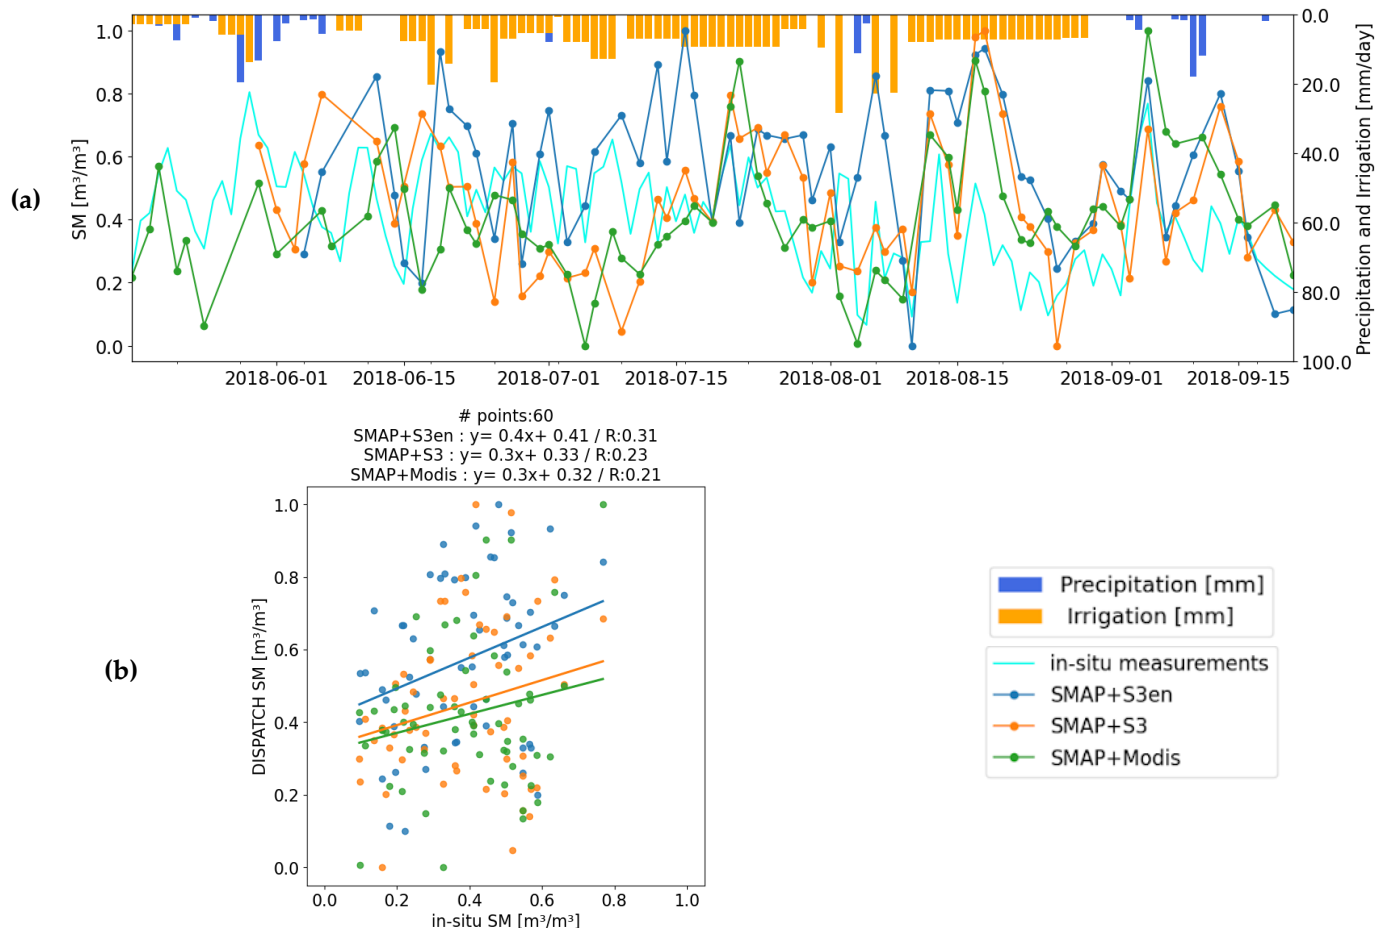 (a)
SM [m³/m³]
1.0
0.8
0.6
0.4
0.2
0.0
0.0
20.0
40.0
60.0
80.0
100.0
Precipitation and Irrigation [mm/day]
2018-06-01
2018-06-15
2018-07-01
2018-07-15
2018-08-01
2018-08-15
2018-09-01
2018-09-15
# points:60
SMAP+S3en : y= 0.4x+ 0.41 / R:0.31
SMAP+S3 : y= 0.3x+ 0.33 / R:0.23
SMAP+Modis : y= 0.3x+ 0.32 / R:0.21
(b)
DISPATCH SM [m³/m³]
1.0
0.8
0.6
0.4
0.2
0.0
0.0
0.2
0.4
0.6
0.8
1.0
in-situ SM [m³/m³]
Precipitation [mm]
Irrigation [mm]
in-situ measurements
SMAP+S3en
SMAP+S3
SMAP+Modis